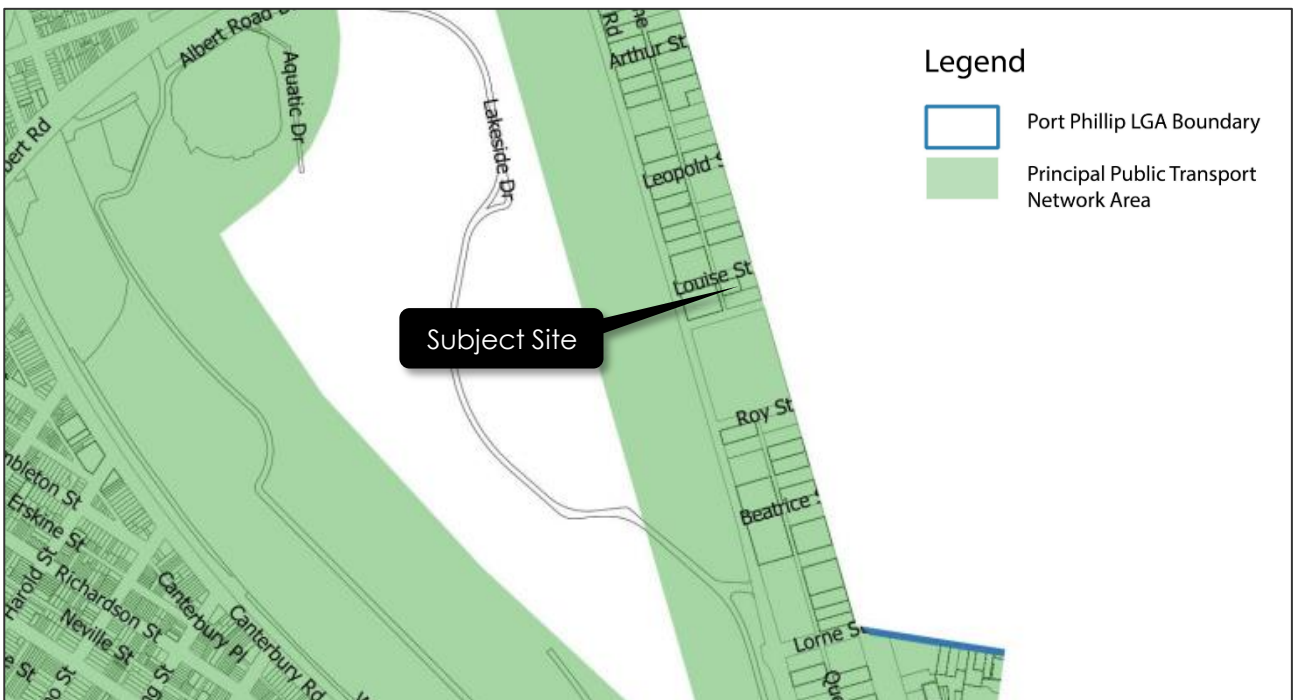 Albert Road
Aquatic Dr
Lakeside Dr
Rd
Arthur St
Leopold
Louise St
Roy St
Beatrice
Lorne
Subject Site
Legend
Port Phillip LGA Boundary
Principal Public Transport
Network Area
Erskine St
Harold St
Richardson St
Neville St
Canterbury Pl
Canterbury Rd